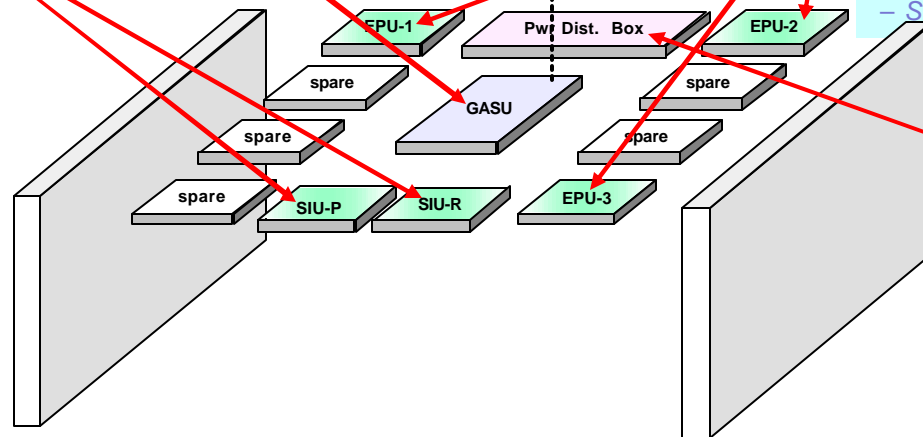 – S
EPU-1
Pwr Dist. Box
EPU-2
spare
spare
GASU
spare
spare
spare
SIU-P
SIU-R
EPU-3